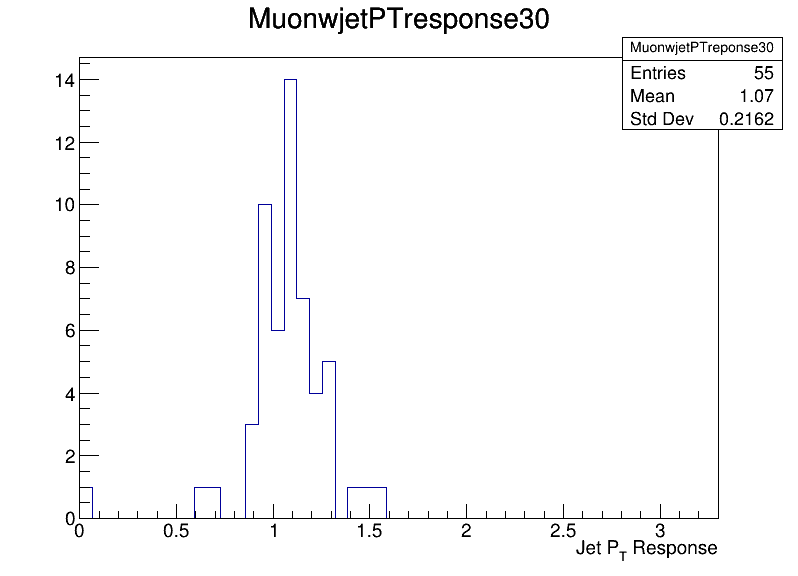 MuonwjetPTresponse30
MuonwjetPTreponse30
Entries 55
Mean 1.07
Std Dev 0.2162
14
12
10
8
6
4
2
0
0 0.5 1 1.5 2 2.5 3
Jet P_T Response